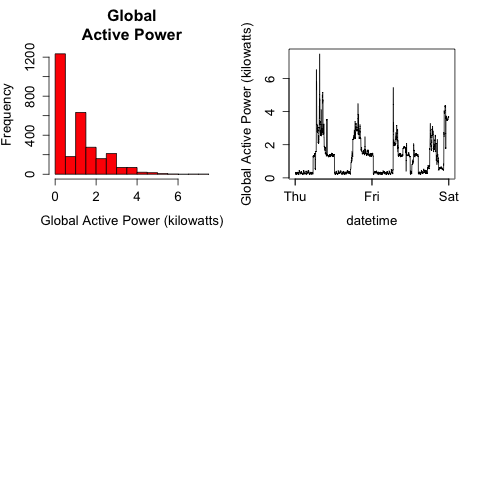 Global
Active Power
Frequency
0 400 800 1200
0 2 4 6
Global Active Power (kilowatts)
Global Active Power (kilowatts)
0 2 4 6
Thu Fri Sat
datetime